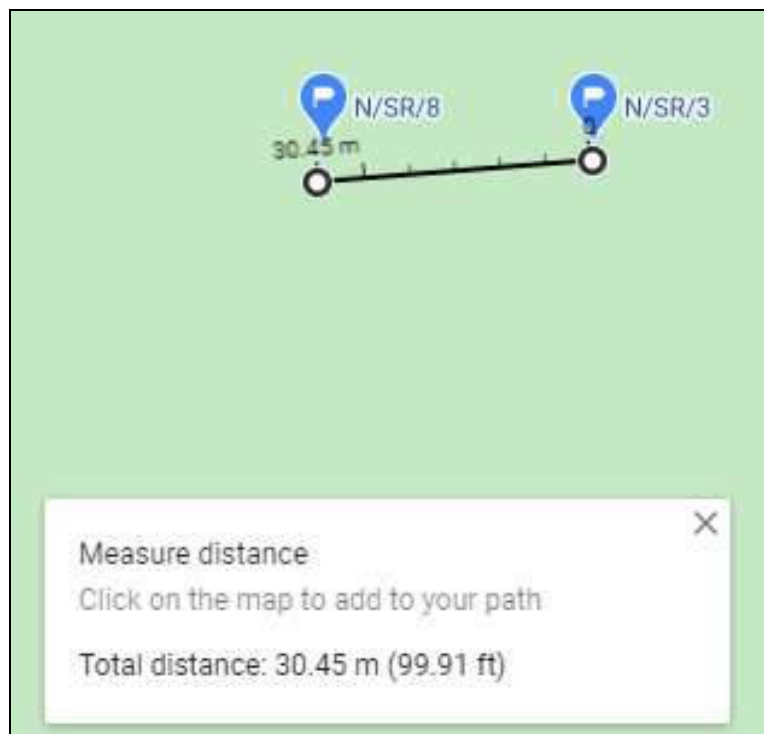 N/SR/8
N/SR/3
30.45 m
0
Measure distance
Click on the map to add to your path
Total distance: 30.45 m (99.91 ft)